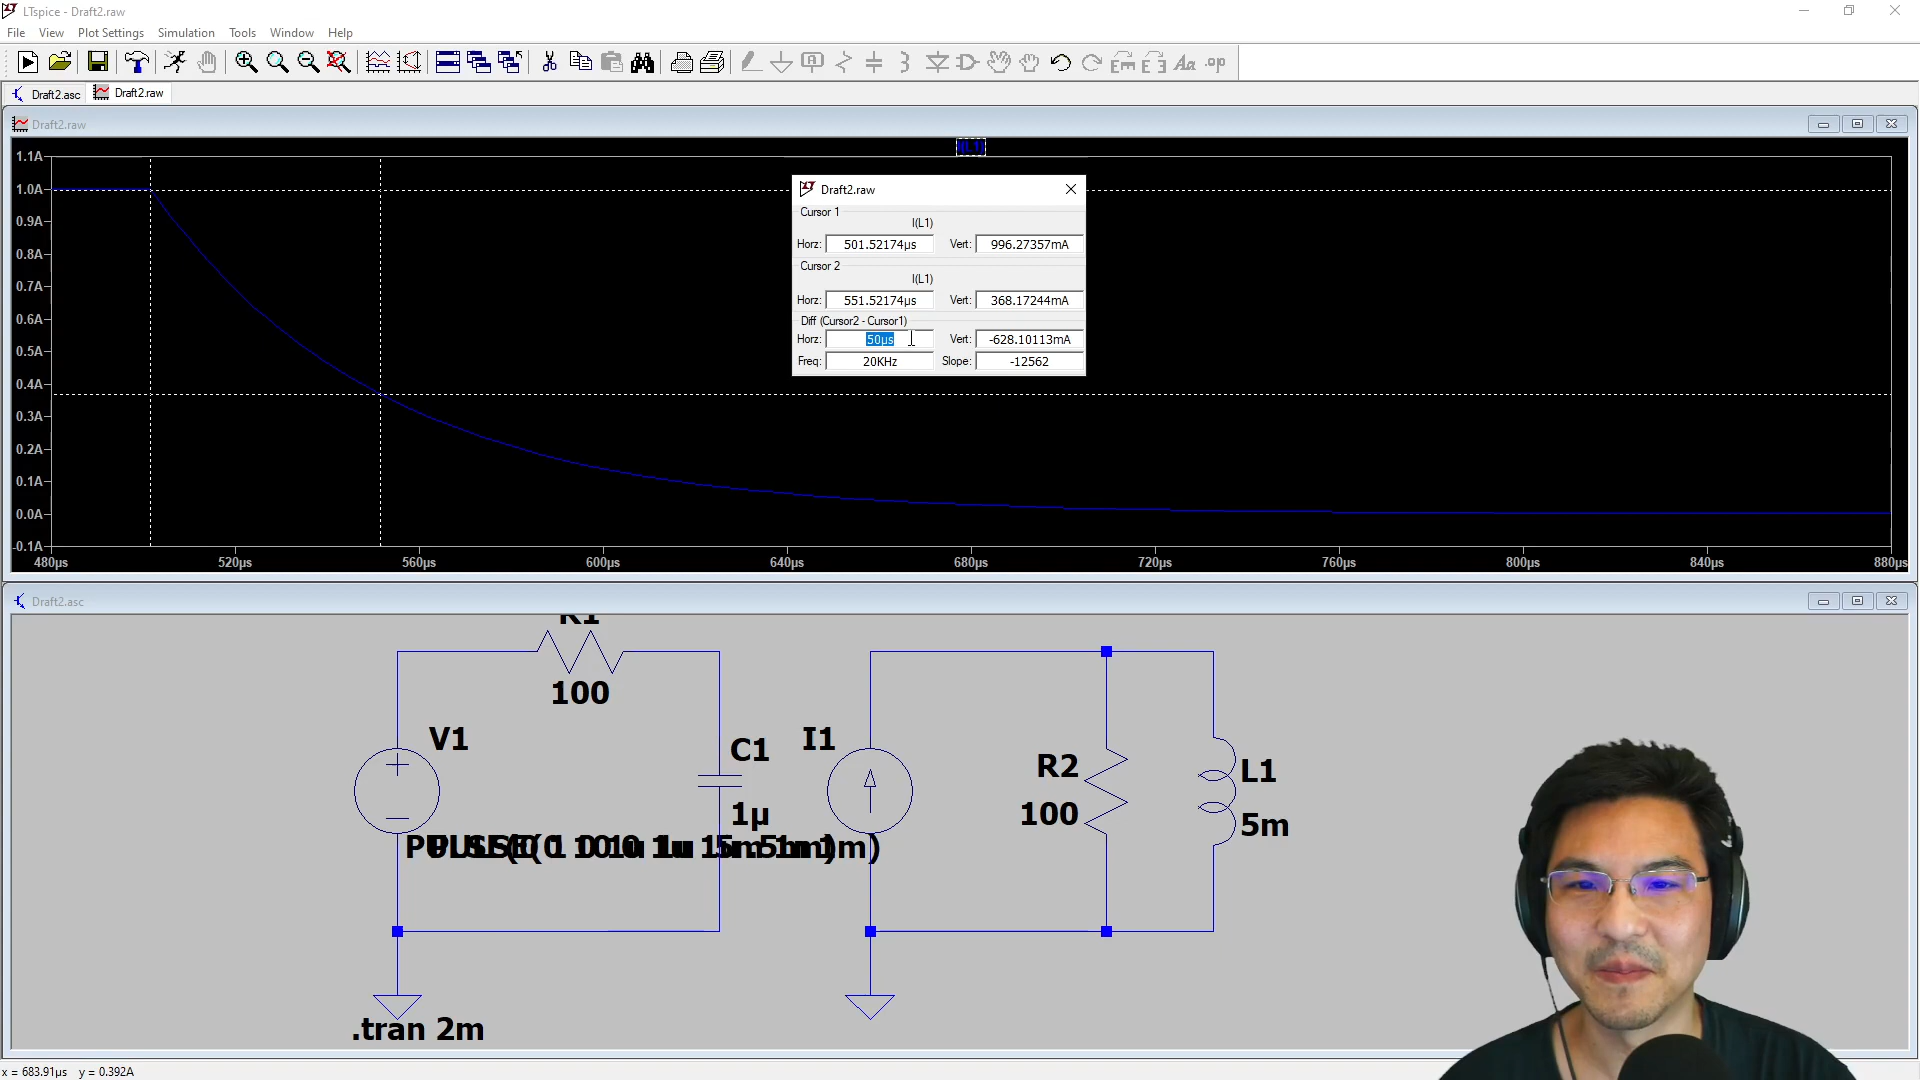 LTspice - Draft2.raw
File View Plot Settings Simulation Tools Window Help
Draft2.asc Draft2.raw
Draft2.raw
I(L1)
1.1A
1.0A
0.9A
0.8A
0.7A
0.6A
0.5A
0.4A
0.3A
0.2A
0.1A
0.0A
-0.1A
480µs 520µs 560µs 600µs 640µs 680µs 720µs 760µs 800µs 840µs 880µs
Draft2.raw
Cursor 1
I(L1)
Horz: 501.52174µs Vert: 996.27357mA
Cursor 2
I(L1)
Horz: 551.52174µs Vert: 368.17244mA
Diff (Cursor2 - Cursor1)
Horz: 50µs Vert: -628.10113mA
Freq: 20KHz Slope: -12562
Draft2.asc
R1
100
V1
C1
1µ
I1
R2
100
L1
5m
.tran 2m
x = 683.91µs y = 0.392A